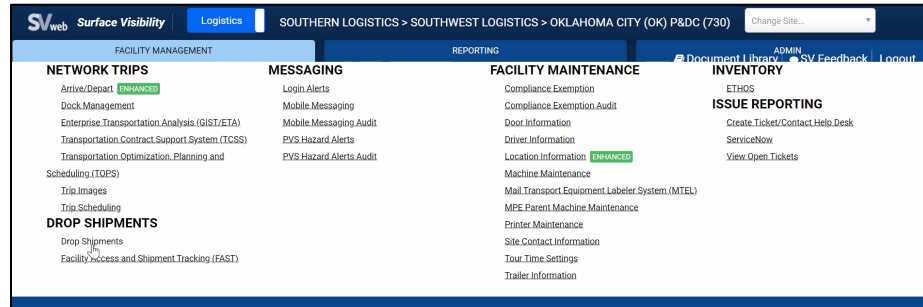 SVweb Surface Visibility Logistics SOUTHERN LOGISTICS > SOUTHWEST LOGISTICS > OKLAHOMA CITY (OK) P&DC (730) Change Site...
FACILITY MANAGEMENT REPORTING ADMIN
Document Library SV Feedback Logout
NETWORK TRIPS
Arrive/Depart ENHANCED
Dock Management
Enterprise Transportation Analysis (GIST/ETA)
Transportation Contract Support System (TCSS)
Transportation Optimization, Planning and
Scheduling (TOPS)
Trip Images
Trip Scheduling
DROP SHIPMENTS
Drop Shipments
Facility Access and Shipment Tracking (FAST)
MESSAGING
Login Alerts
Mobile Messaging
Mobile Messaging Audit
PVS Hazard Alerts
PVS Hazard Alerts Audit
FACILITY MAINTENANCE
Compliance Exemption
Compliance Exemption Audit
Door Information
Driver Information
Location Information ENHANCED
Machine Maintenance
Mail Transport Equipment Labeler System (MTEL)
MPE Parent Machine Maintenance
Printer Maintenance
Site Contact Information
Tour Time Settings
Trailer Information
INVENTORY
ETHOS
ISSUE REPORTING
Create Ticket/Contact Help Desk
ServiceNow
View Open Tickets